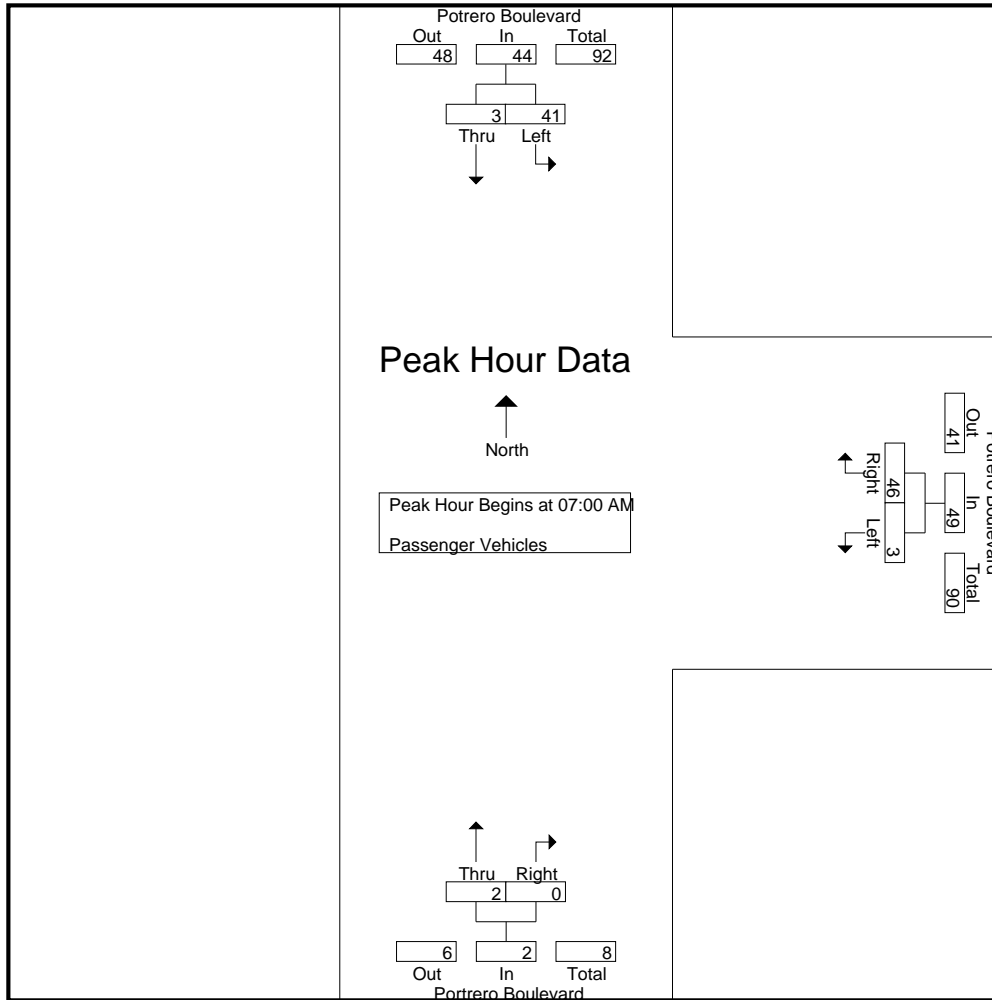 Potrero Boulevard
Out In Total
48 44 92
3 41
Thru Left
Peak Hour Data
North
Peak Hour Begins at 07:00 AM
Passenger Vehicles
Potrero Boulevard
Out In Total
41 49 90
46 3
Right Left
Thru Right
2 0
6 2 8
Out In Total
Portrero Boulevard